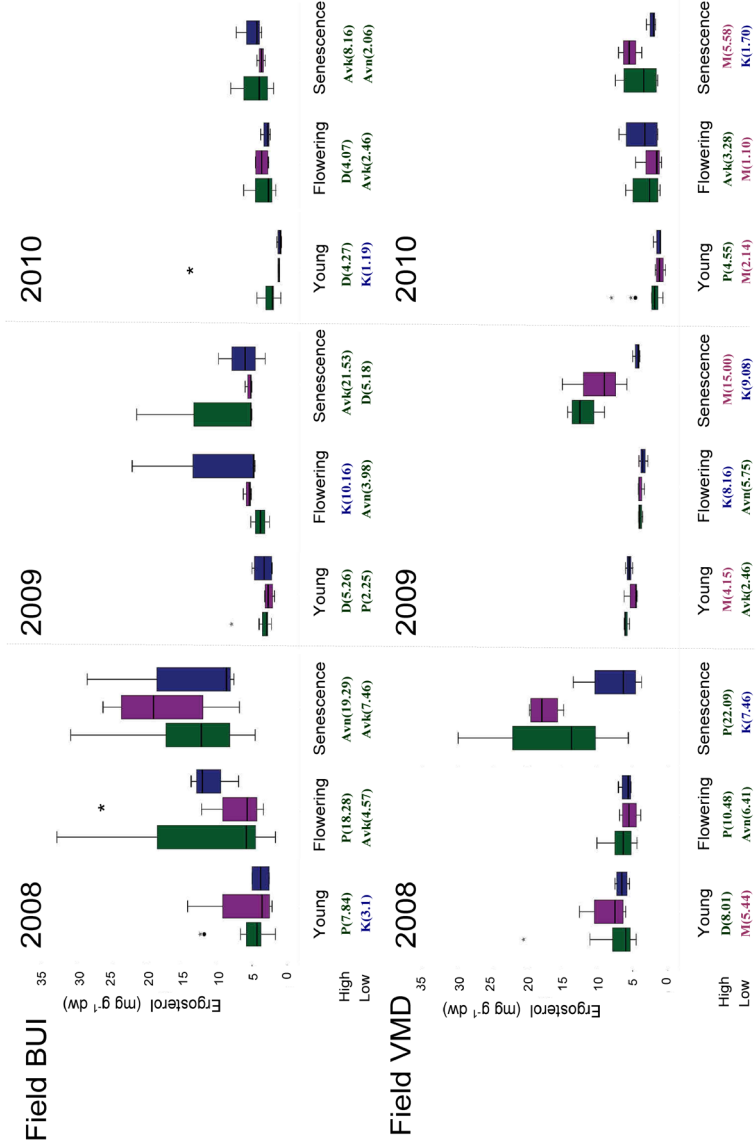 Field BUI
2008 2009 2010
35
30
25
20
15
10
5
0
Ergosterol (mg g⁻¹ dw)
* * *
Young Flowering Senescence Young Flowering Senescence Young Flowering Senescence
High P(7.84) P(18.28) Avn(19.29) D(5.26) K(10.16) Avk(21.53) D(4.27) D(4.07) Avk(8.16)
Low K(3.1) Avk(4.57) Avk(7.46) P(2.25) Avn(3.98) D(5.18) K(1.19) Avk(2.46) Avn(2.06)
Field VMD
2008 2009 2010
35
30
25
20
15
10
5
0
Ergosterol (mg g⁻¹ dw)
Young Flowering Senescence Young Flowering Senescence Young Flowering Senescence
High D(8.01) P(10.48) P(22.09) M(4.15) K(8.16) M(15.00) P(4.55) Avk(3.28) M(5.58)
Low M(5.44) Avn(6.41) K(7.46) Avk(2.46) Avn(5.75) K(9.08) M(2.14) M(1.10) K(1.70)